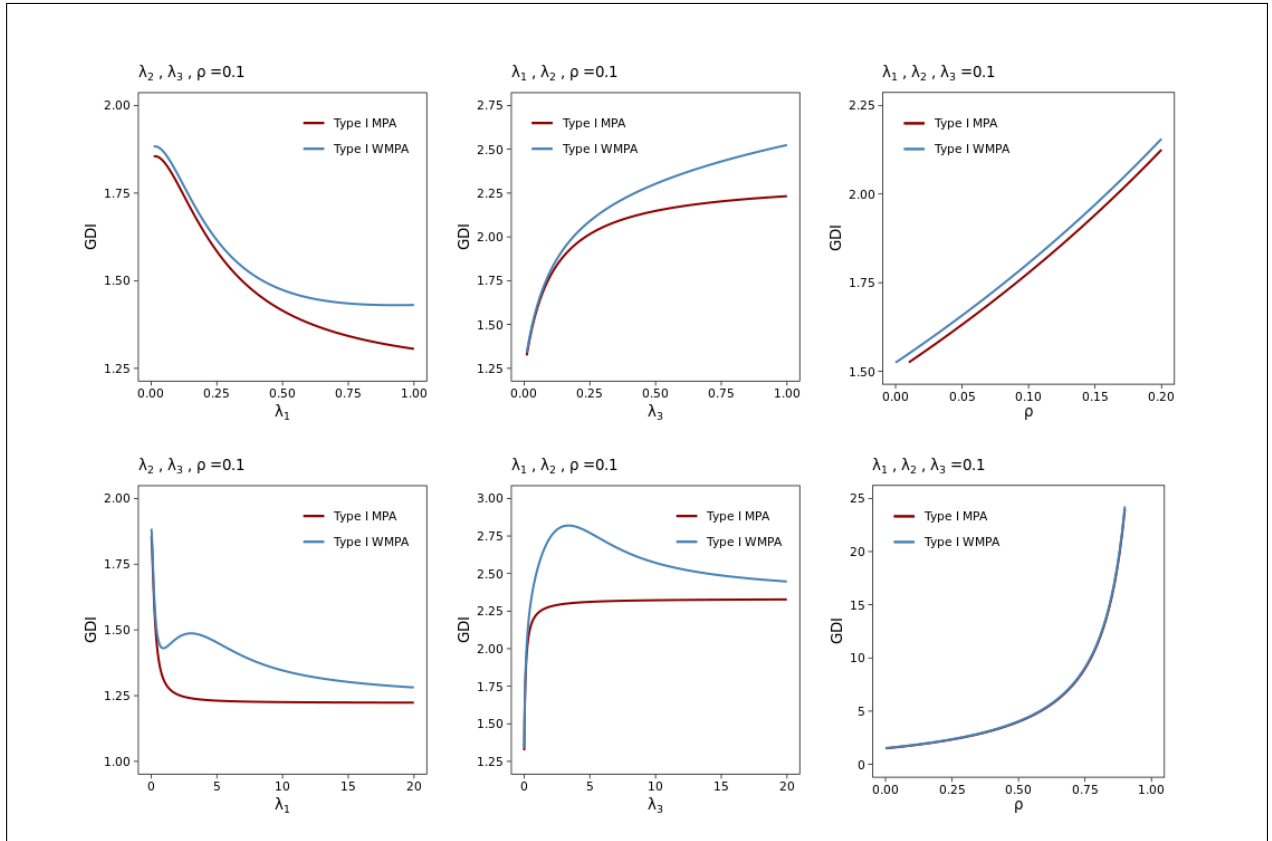 λ₂ , λ₃ , ρ =0.1
2.00
1.75
1.50
1.25
GDI
Type I MPA
Type I WMPA
0.00 0.25 0.50 0.75 1.00
λ₁
λ₁ , λ₂ , ρ =0.1
2.75
2.50
2.25
2.00
1.75
1.50
1.25
GDI
Type I MPA
Type I WMPA
0.00 0.25 0.50 0.75 1.00
λ₃
λ₁ , λ₂ , λ₃ =0.1
2.25
2.00
1.75
1.50
GDI
Type I MPA
Type I WMPA
0.00 0.05 0.10 0.15 0.20
ρ
λ₂ , λ₃ , ρ =0.1
2.00
1.75
1.50
1.25
1.00
GDI
Type I MPA
Type I WMPA
0 5 10 15 20
λ₁
λ₁ , λ₂ , ρ =0.1
3.00
2.75
2.50
2.25
2.00
1.75
1.50
1.25
GDI
Type I MPA
Type I WMPA
0 5 10 15 20
λ₃
λ₁ , λ₂ , λ₃ =0.1
25
20
15
10
5
0
GDI
Type I MPA
Type I WMPA
0.00 0.25 0.50 0.75 1.00
ρ